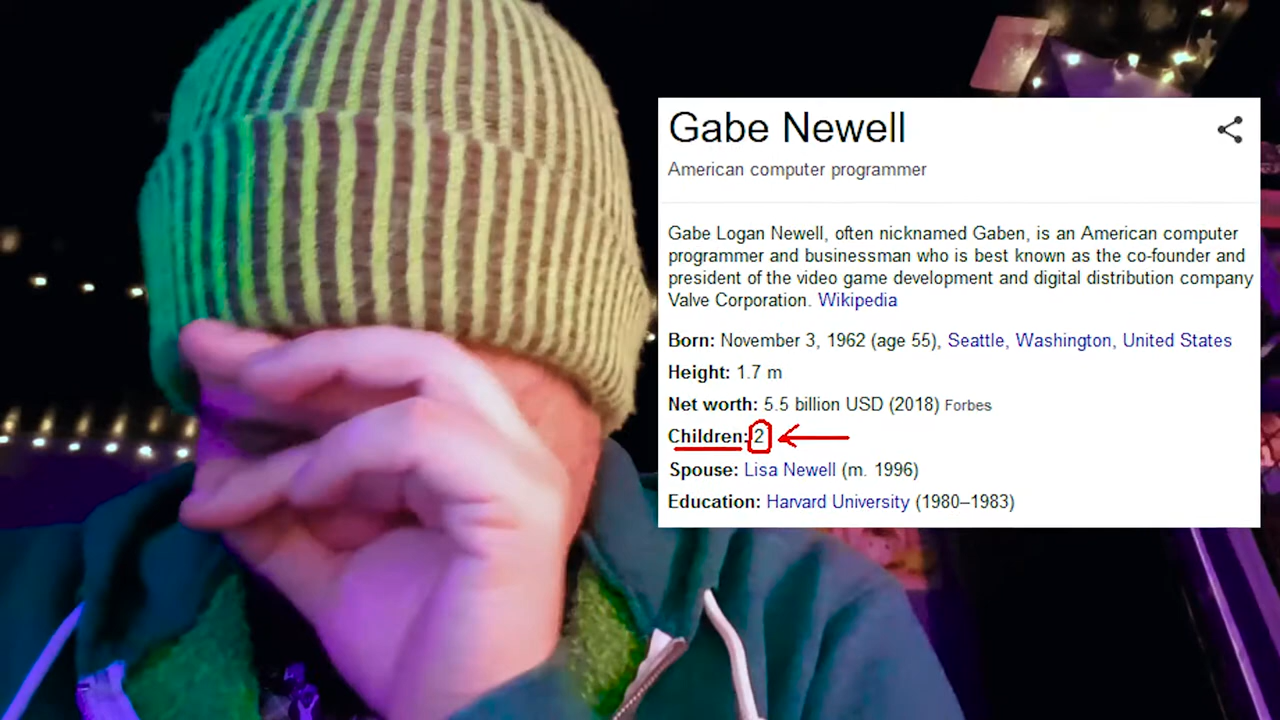 Gabe Newell
American computer programmer
Gabe Logan Newell, often nicknamed Gaben, is an American computer
programmer and businessman who is best known as the co-founder and
president of the video game development and digital distribution company
Valve Corporation. Wikipedia
Born: November 3, 1962 (age 55), Seattle, Washington, United States
Height: 1.7 m
Net worth: 5.5 billion USD (2018) Forbes
Children: 2
Spouse: Lisa Newell (m. 1996)
Education: Harvard University (1980–1983)